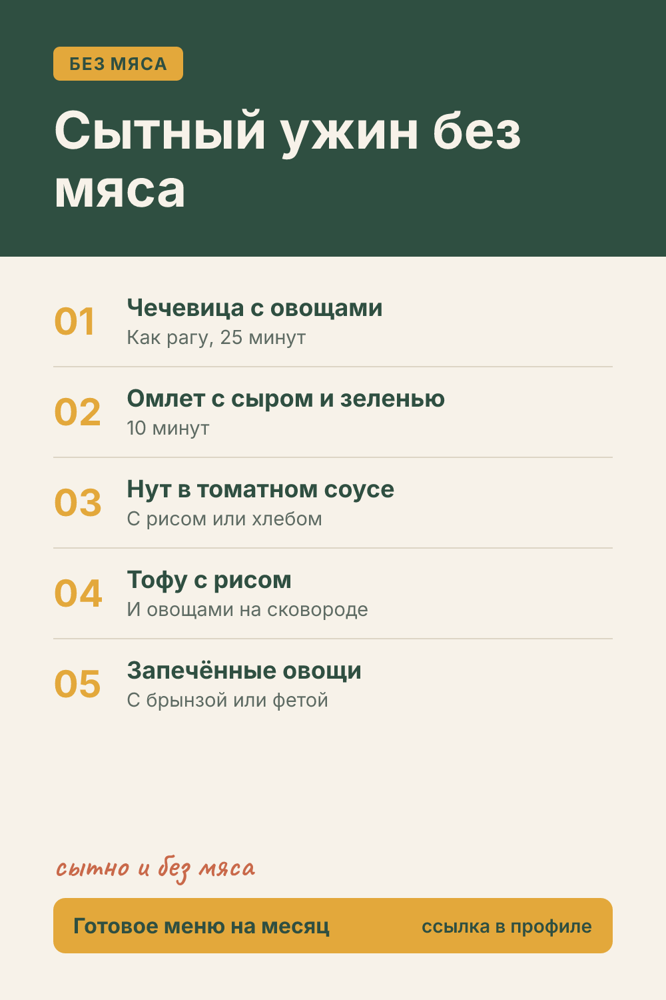 БЕЗ МЯСА
Сытный ужин без
мяса
01
Чечевица с овощами
Как рагу, 25 минут
02
Омлет с сыром и зеленью
10 минут
03
Нут в томатном соусе
С рисом или хлебом
04
Тофу с рисом
И овощами на сковороде
05
Запечённые овощи
С брынзой или фетой
сытно и без мяса
Готовое меню на месяц
ссылка в профиле